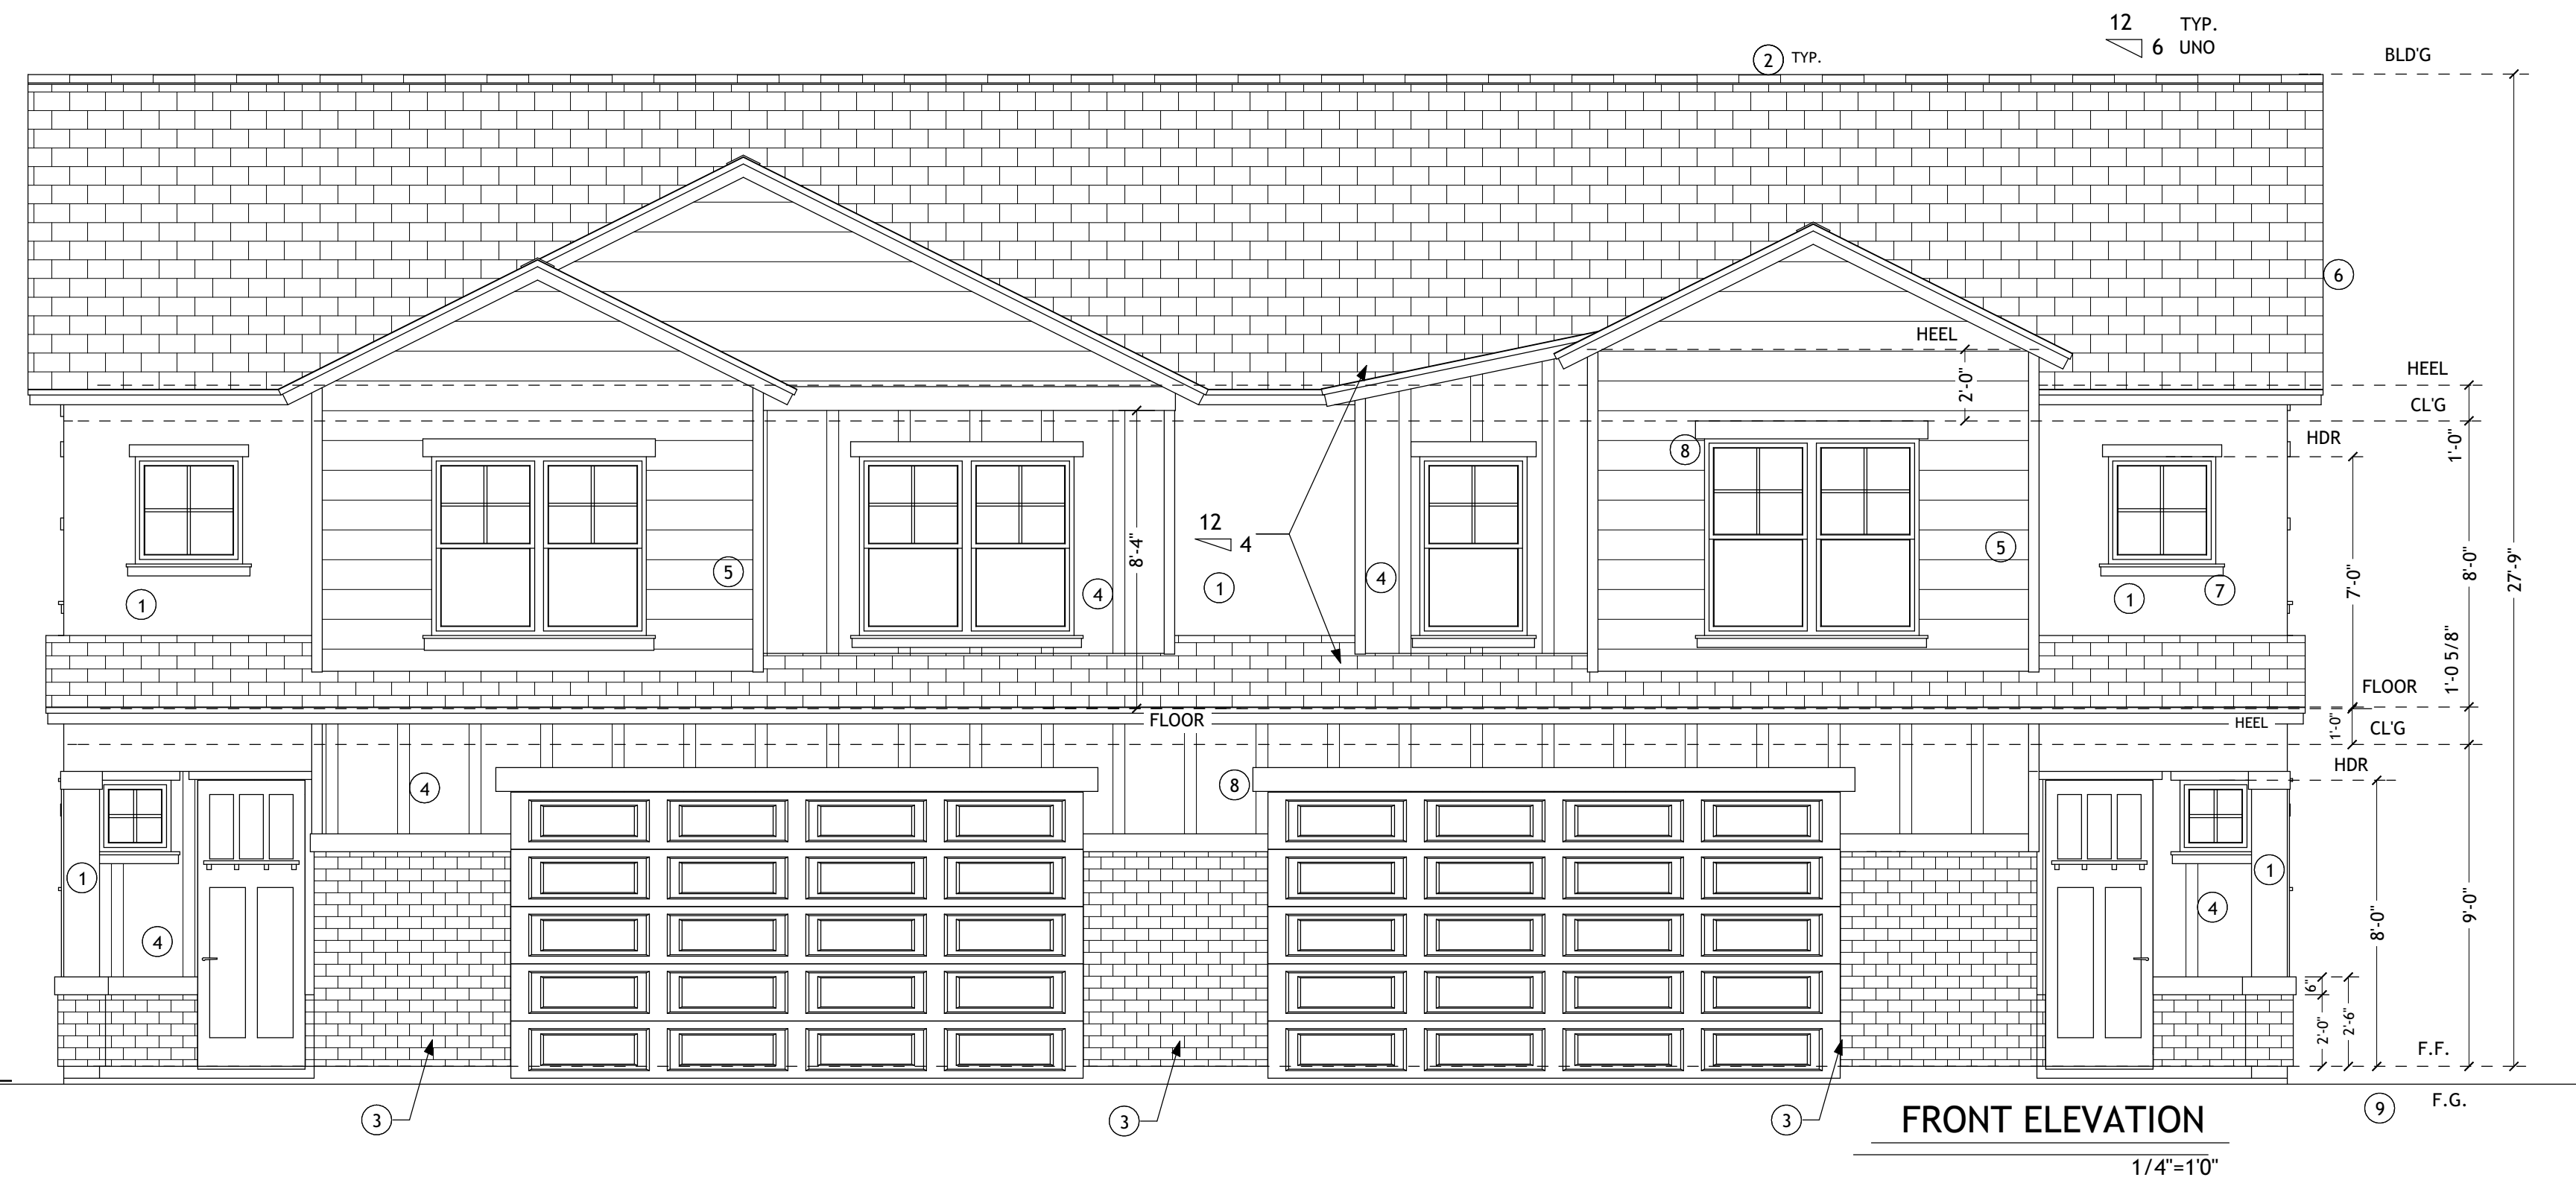 12 TYP.
6 UNO
2 TYP.
BLD'G
6
HEEL
2'-0"
HEEL
CL'G
HDR
1'-0"
8
12
4
8'-4"
5
4
1
4
5
1
7
1
7'-0"
8'-0"
27'-9"
1'-0 5/8"
FLOOR
FLOOR
HEEL
1'-0"
CL'G
HDR
4
8
1
4
1
4
8'-0"
9'-0"
6"
2'-0"
2'-6"
F.F.
3
3
3
FRONT ELEVATION
1/4"=1'0"
9
F.G.